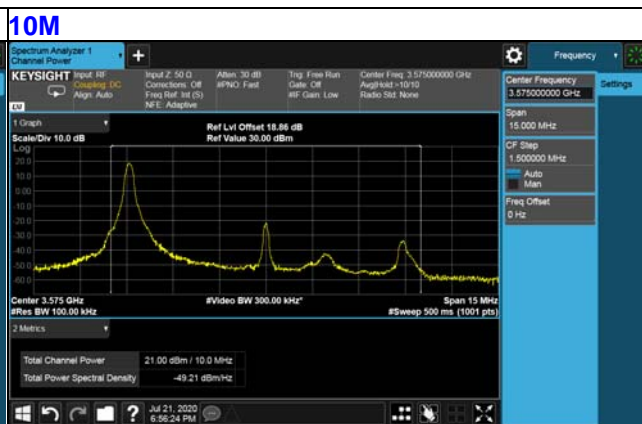 10M
Spectrum Analyzer 1
Channel Power
+
Frequency
KEYSIGHT
Input: RF
Coupling: DC
Align: Auto
Input Z: 50 Ω
Corrections: Off
Freq Ref: Int (S)
NFE: Adaptive
Atten: 30 dB
#PNO: Fast
Trig: Free Run
Gate: Off
#IF Gain: Low
Center Freq: 3.575000000 GHz
Avg|Hold:>10/10
Radio Std: None
Center Frequency
3.575000000 GHz
Settings
Span
15.000 MHz
CF Step
1.500000 MHz
Auto
Man
Freq Offset
0 Hz
1 Graph
Scale/Div 10.0 dB
Ref Lvl Offset 18.86 dB
Ref Value 30.00 dBm
Log
20.0
10.0
0.00
-10.0
-20.0
-30.0
-40.0
-50.0
-60.0
Center 3.575 GHz
#Video BW 300.00 kHz*
Span 15 MHz
#Res BW 100.00 kHz
#Sweep 500 ms (1001 pts)
2 Metrics
Total Channel Power 21.00 dBm / 10.0 MHz
Total Power Spectral Density -49.21 dBm/Hz
?
Jul 21, 2020
6:56:24 PM